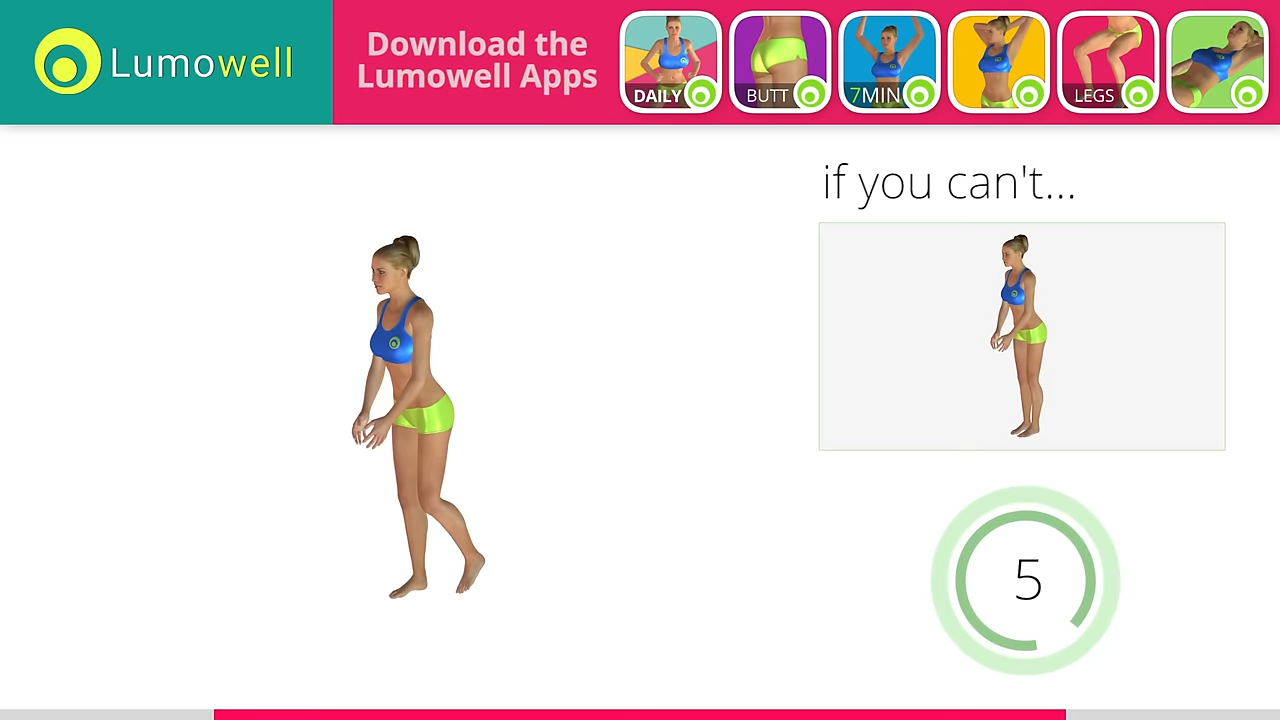 Lumowell
Download the
Lumowell Apps
DAILY
BUTT
7MIN
LEGS
if you can't...
5